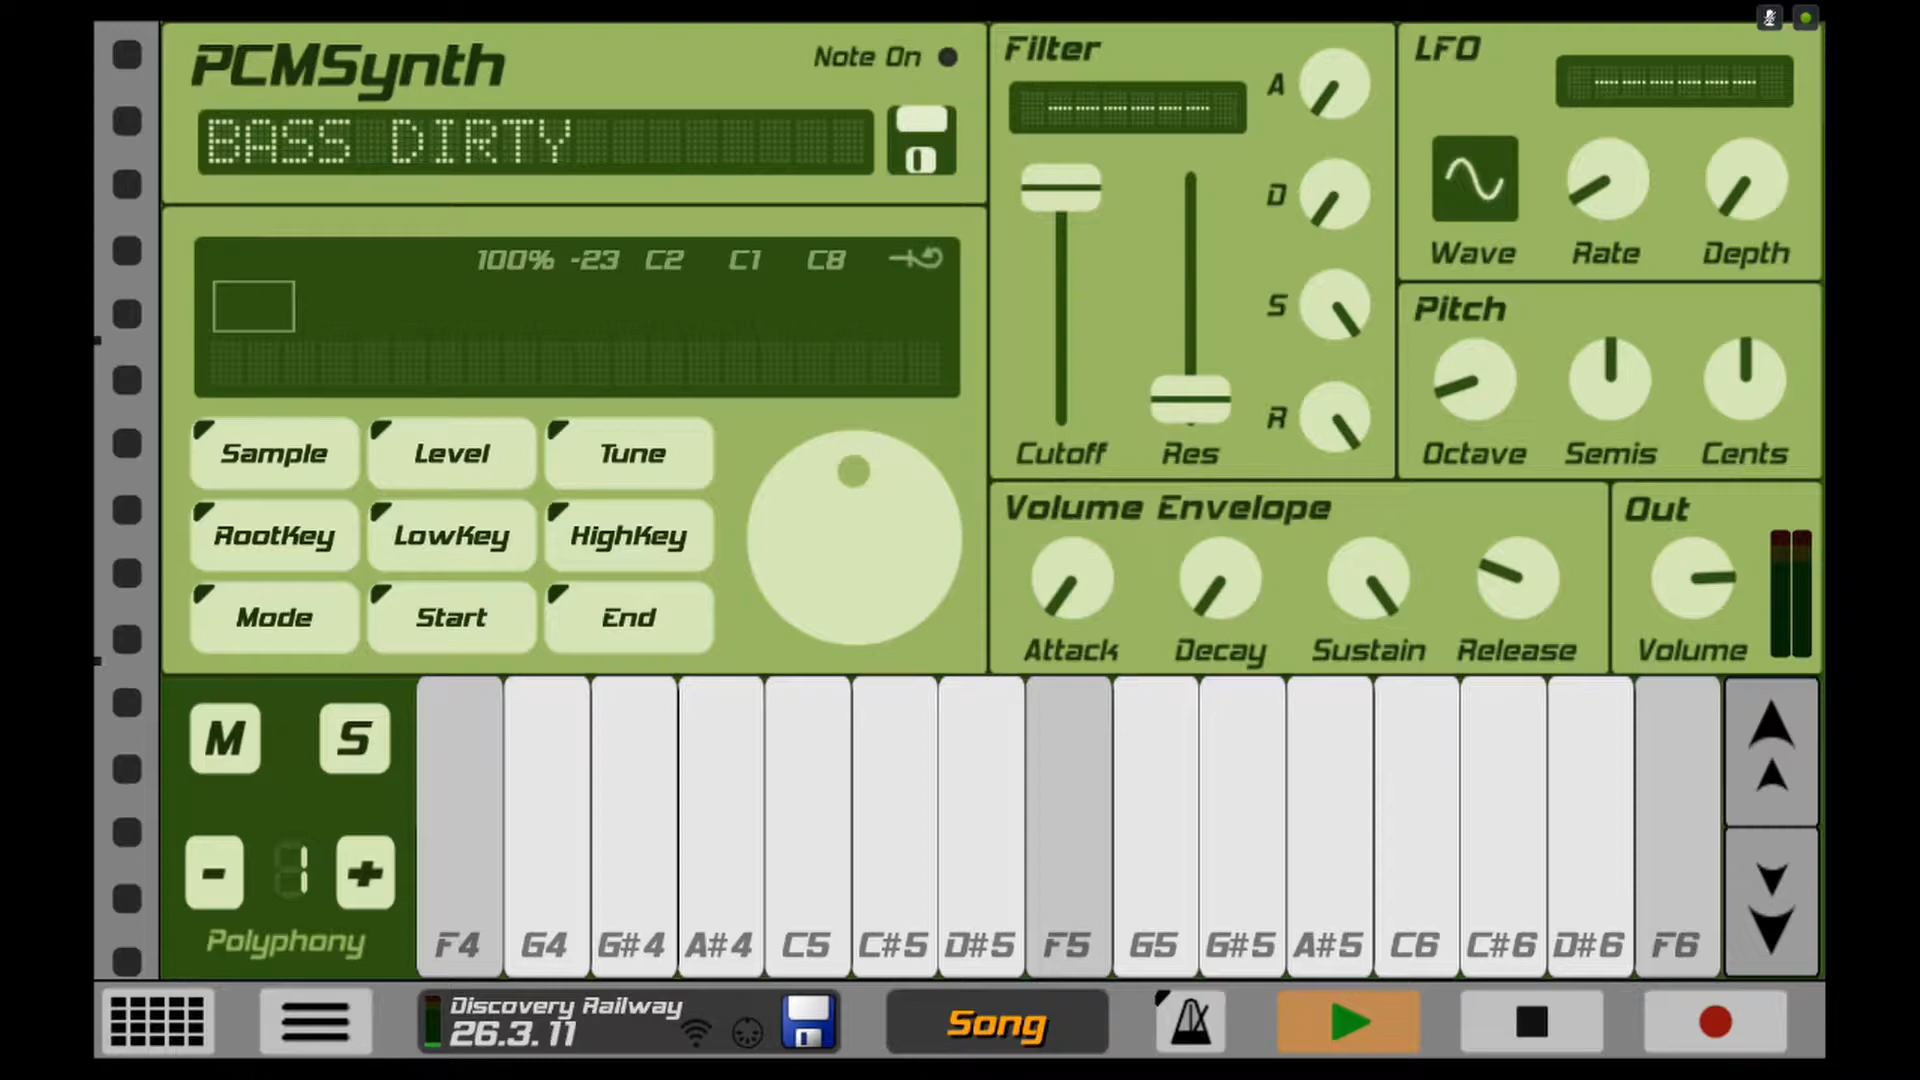 PCMSynth
Note On
BASS DIRTY
100% -23 C2 C1 C8
Sample Level Tune
RootKey LowKey HighKey
Mode Start End
Filter
A
D
S
R
Cutoff Res
LFO
Wave Rate Depth
Pitch
Octave Semis Cents
Volume Envelope
Attack Decay Sustain Release
Out
Volume
M S
- 1 +
Polyphony
F4 G4 G#4 A#4 C5 C#5 D#5 F5 G5 G#5 A#5 C6 C#6 D#6 F6
Discovery Railway
26.3.11
Song